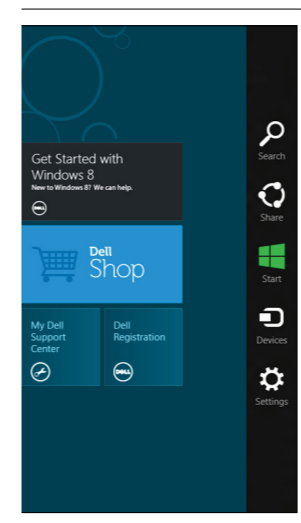 Get Started with
Windows 8
New to Windows 8? We can help.
DELL
Dell
Shop
My Dell
Support
Center
Dell
Registration
DELL
Search
Share
Start
Devices
Settings